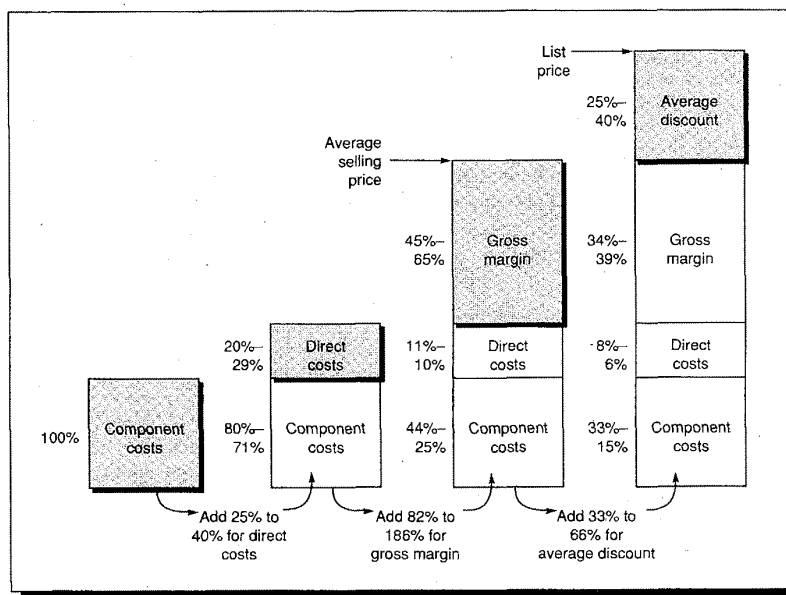 List
price
25%–
40%
Average
discount
Average
selling
price
45%–
65%
Gross
margin
34%–
39%
Gross
margin
20%–
29%
Direct
costs
11%–
10%
Direct
costs
8%–
6%
Direct
costs
100%
Component
costs
80%–
71%
Component costs
44%–
25%
Component
costs
33%–
15%
Component
costs
Add 25% to
40% for direct
costs
Add 82% to
186% for
gross margin
Add 33% to
66% for
average discount